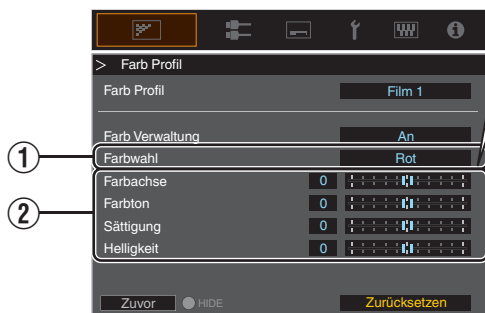 > Farb Profil
Farb Profil Film 1
Farb Verwaltung An
① Farbwahl Rot
Farbachse 0
② Farbton 0
Sättigung 0
Helligkeit 0
Zuvor HIDE Zurücksetzen